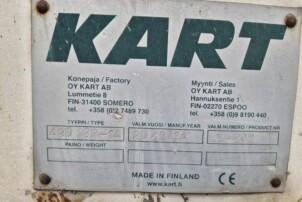 KART
Konepaja / Factory
OY KART AB
Lummetie 8
FIN-31400 SOMERO
tel. +358 (0)2 7489 730
Myynti / Sales
OY KART AB
Hannuksentie 1
FIN-02270 ESPOO
tel. +358 (0)9 8190 440
TYYPPI / TYPE
VALM.VUOSI / MANUF.YEAR
VALM.NUMERO / PRODUCT NR
PAINO / WEIGHT
MADE IN FINLAND
www.kart.fi